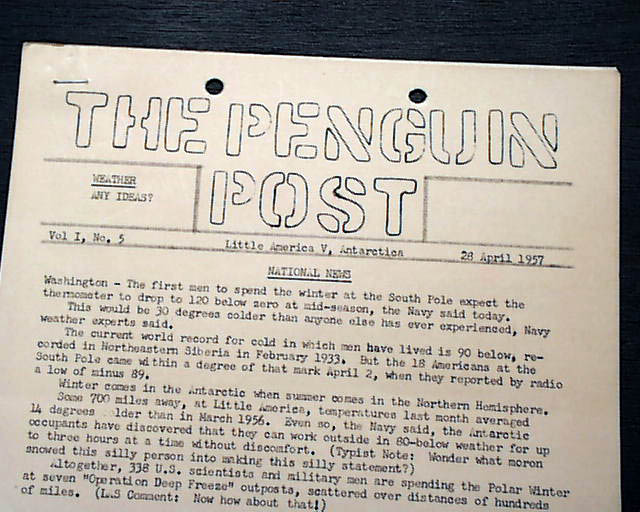 THE PENGUIN
POST
WEATHER
ANY IDEAS?
Vol I, No. 5 Little America V, Antarctica 28 April 1957
NATIONAL NEWS
Washington - The first men to spend the winter at the South Pole expect the
thermometer to drop to 120 below zero at mid-season, the Navy said today.
This would be 30 degrees colder than anyone else has ever experienced, Navy
weather experts said.
The current world record for cold in which men have lived is 90 below, re-
corded in Northeastern Siberia in February 1933. But the 18 Americans at the
South Pole came within a degree of that mark April 2, when they reported by radio
a low of minus 89.
Winter comes in the Antarctic when summer comes in the Northern Hemisphere.
Some 700 miles away, at Little America, temperatures last month averaged
14 degrees lder than in March 1956. Even so, the Navy said, the Antarctic
occupants have discovered that they can work outside in 80-below weather for up
to three hours at a time without discomfort. (Typist Note: Wonder what moron
snowed this silly person into making this silly statement?)
Altogether, 338 U.S. scientists and military men are spending the Polar Winter
at seven "Operation Deep Freeze" outposts, scattered over distances of hundreds
of miles. (LAS Comment: Now how about that!)